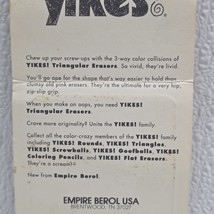 YIKES®
Chew up your screw-ups with the 3-way color collisions of
YIKES! Triangular Erasers. So vivid, they're livid.
You'll go ape for the shape that's way easier to hold than
clumsy old pink erasers. They're the ultimate for a very hip,
zip-slip grip.
When you make an oops, you need YIKES!
Triangular Erasers.
Crave more originality? Unite the YIKES! family.
Collect all the color-crazy members of the YIKES! family
including YIKES! Rounds, YIKES! Triangles,
YIKES! Screwballs, YIKES! Goofballs, YIKES!
Coloring Pencils, and YIKES! Flat Erasers.
They're a scream!
New from Empire Berol.
EMPIRE BEROL USA
BRENTWOOD, TN 37027